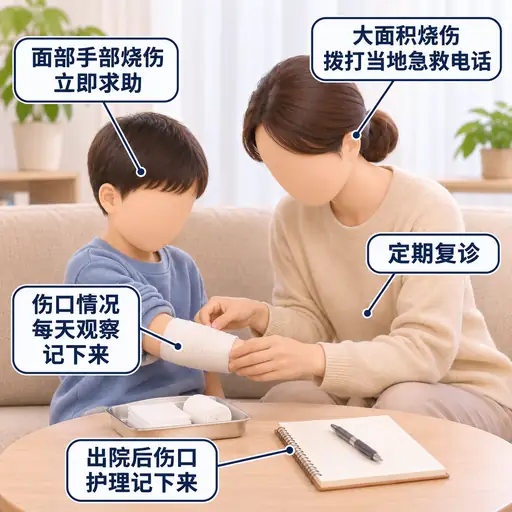 面部手部烧伤
立即求助
大面积烧伤
拨打当地急救电话
定期复诊
伤口情况
每天观察
记下来
出院后伤口
护理记下来